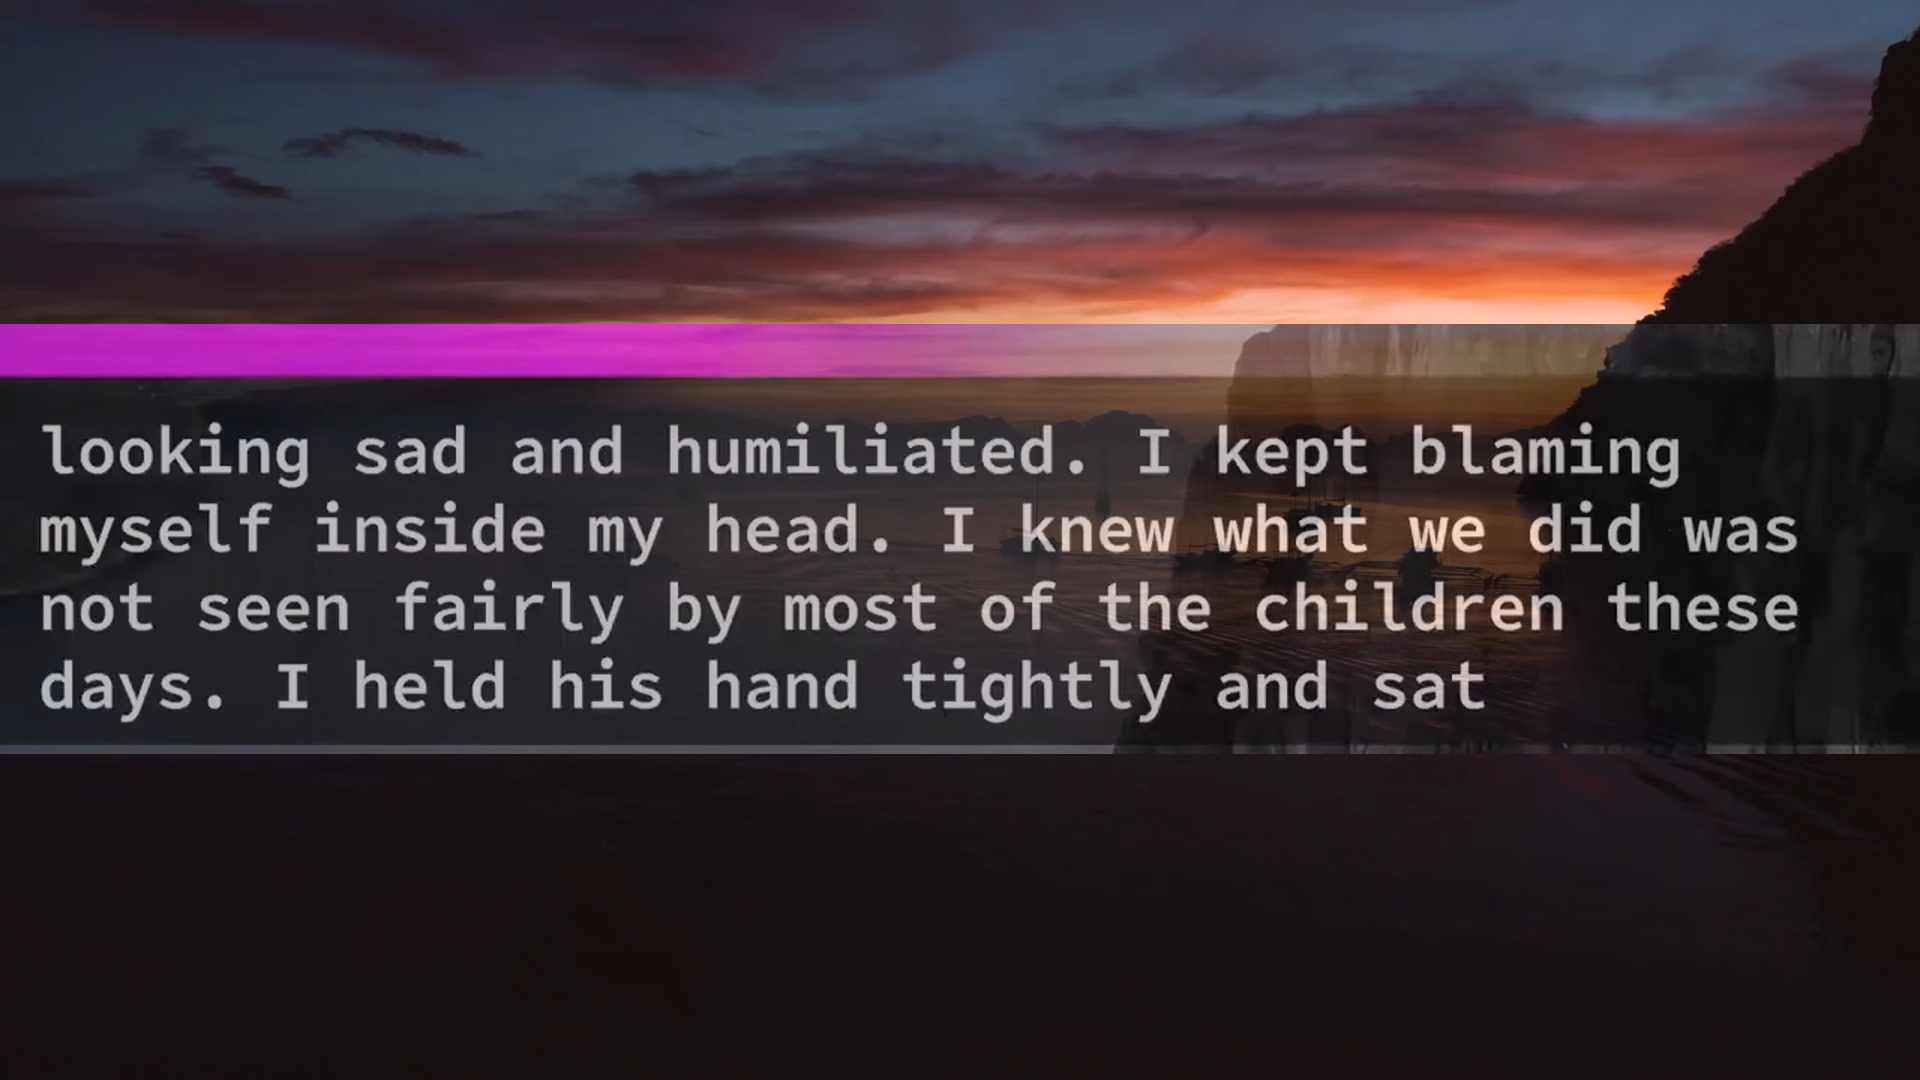 looking sad and humiliated. I kept blaming
myself inside my head. I knew what we did was
not seen fairly by most of the children these
days. I held his hand tightly and sat